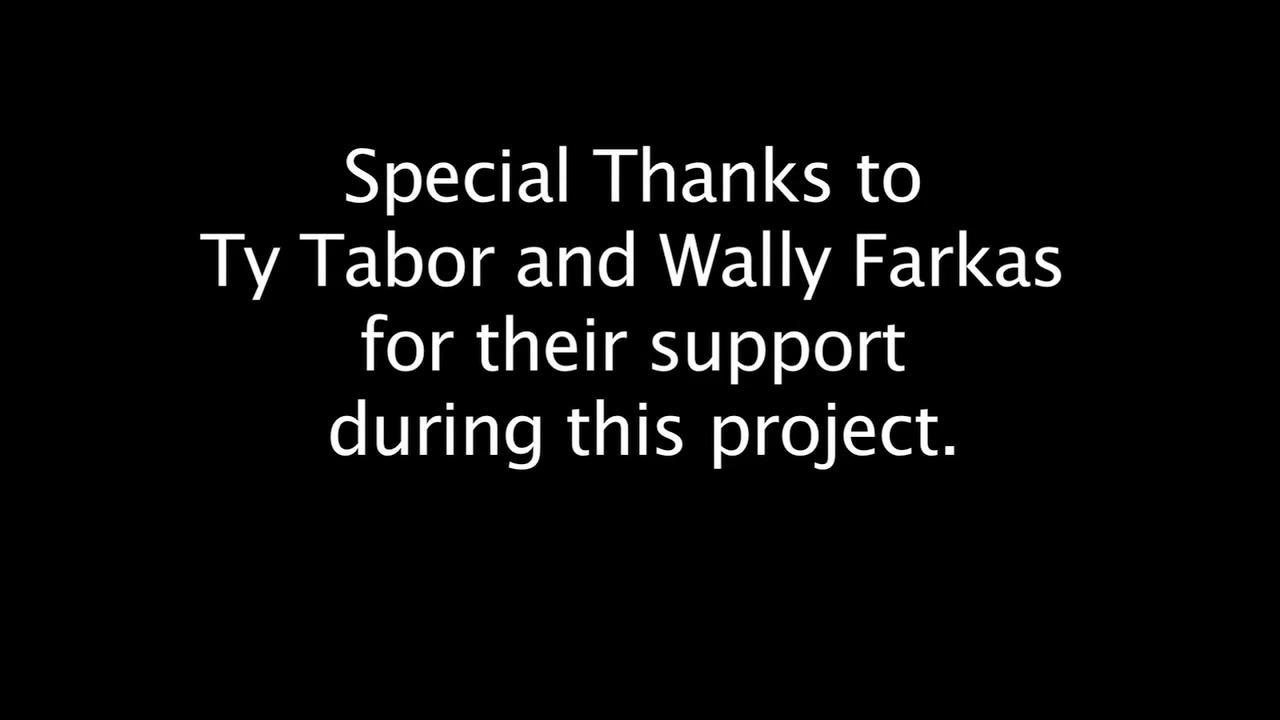 Special Thanks to
Ty Tabor and Wally Farkas
for their support
during this project.